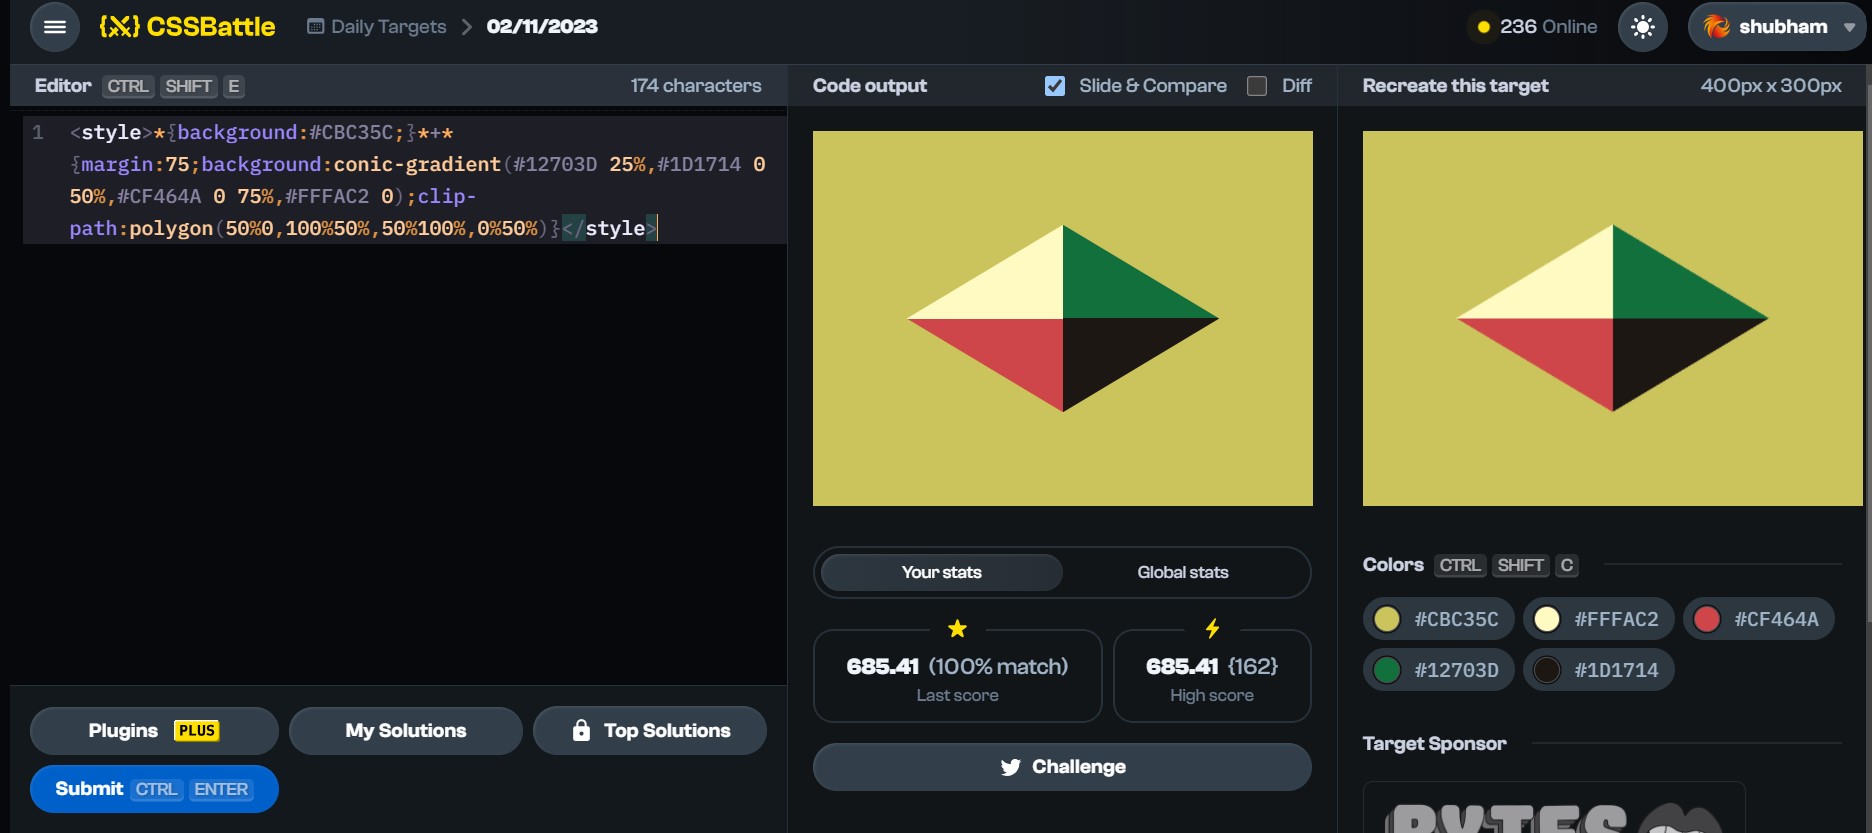 {X} CSSBattle Daily Targets > 02/11/2023 236 Online shubham
Editor CTRL SHIFT E 174 characters
1 <style>*{background:#CBC35C;}*+*
{margin:75;background:conic-gradient(#12703D 25%,#1D1714 0
50%,#CF464A 0 75%,#FFFAC2 0);clip-
path:polygon(50%0,100%50%,50%100%,0%50%)}</style>
Plugins PLUS My Solutions Top Solutions
Submit CTRL ENTER
Code output Slide & Compare Diff
Your stats Global stats
685.41 (100% match) 685.41 {162}
Last score High score
Challenge
Recreate this target 400px x 300px
Colors CTRL SHIFT C
#CBC35C #FFFAC2 #CF464A
#12703D #1D1714
Target Sponsor
BYTES